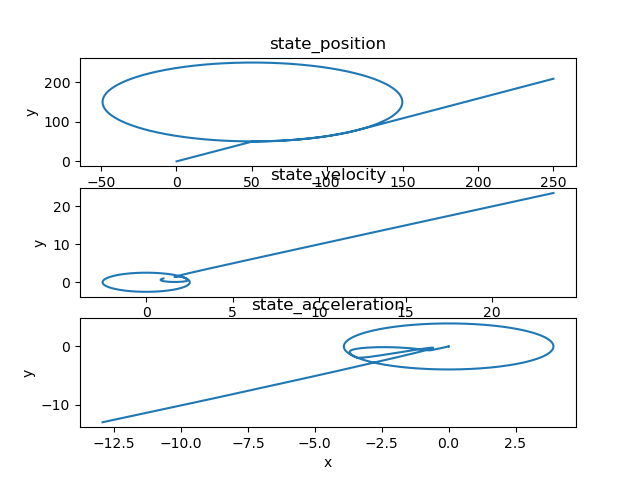 state_position
200
100
0
y
−50 0 50 100 150 200 250
state_velocity
20
10
0
y
0 5 10 15 20
state_acceleration
0
−10
y
−12.5 −10.0 −7.5 −5.0 −2.5 0.0 2.5
x